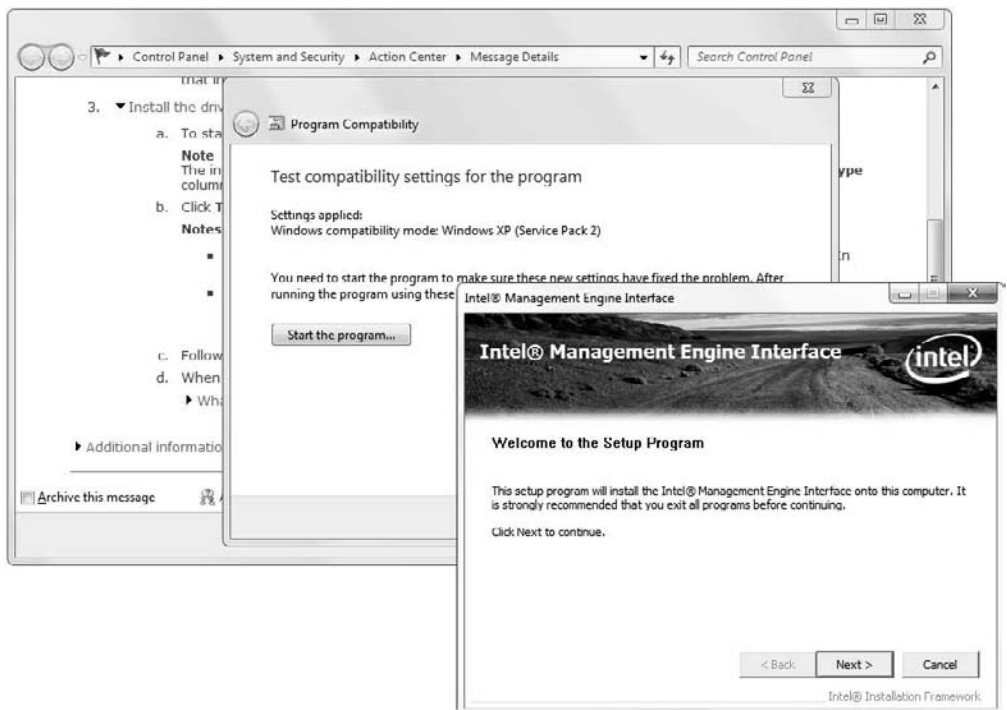 Control Panel ▸ System and Security ▸ Action Center ▸ Message Details
Search Control Panel
that in
3. Install the driv
a. To sta
Note
The in
colum
ype
b. Click T
Notes
in
c. Follow
d. When
Wha
Additional informatio
Archive this message
Program Compatibility
Test compatibility settings for the program
Settings applied:
Windows compatibility mode: Windows XP (Service Pack 2)
You need to start the program to make sure these new settings have fixed the problem. After
running the program using these
Start the program...
Intel® Management Engine Interface
Intel® Management Engine Interface
intel
Welcome to the Setup Program
This setup program will install the Intel® Management Engine Interface onto this computer. It
is strongly recommended that you exit all programs before continuing.
Click Next to continue.
< Back
Next >
Cancel
Intel® Installation Framework